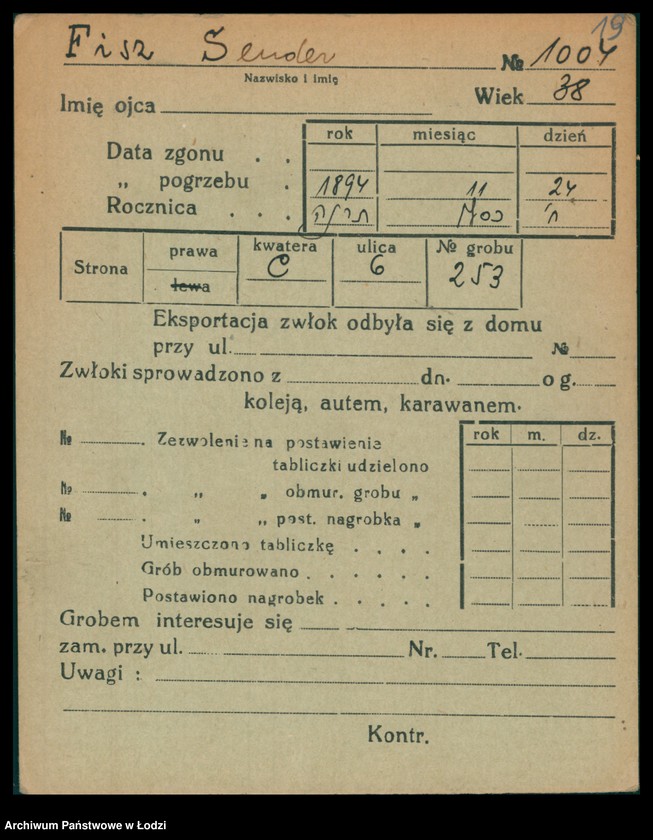 19
Fisz Sender № 1004
Nazwisko i imię
Imię ojca Wiek 38
rok miesiąc dzień
Data zgonu . .
„ pogrzebu . 1894 11 24
Rocznica . . . תרנ״ה כסלו ח'
Strona prawa lewa kwatera C ulica 6 № grobu 253
Eksportacja zwłok odbyła się z domu
przy ul. №
Zwłoki sprowadzono z dn. o g.
koleją, autem, karawanem.
№ . Zezwolenie na postawienie rok m. dz.
tabliczki udzielono
№ . „ „ obmur. grobu „
№ . „ „ post. nagrobka „
Umieszczono tabliczkę . . . .
Grób obmurowano . . . . . .
Postawiono nagrobek . . . . .
Grobem interesuje się
zam. przy ul. Nr. Tel.
Uwagi :
Kontr.
Archiwum Państwowe w Łodzi